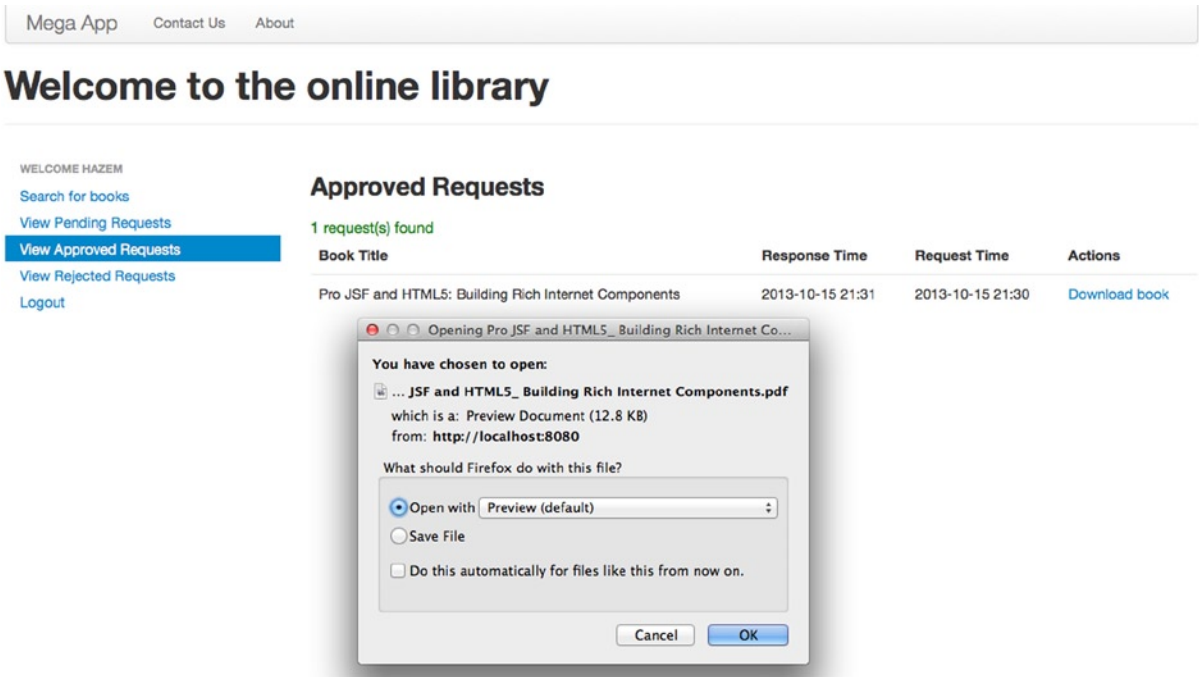 Mega App Contact Us About
Welcome to the online library
WELCOME HAZEM
Search for books
View Pending Requests
View Approved Requests
View Rejected Requests
Logout
Approved Requests
1 request(s) found
Book Title Response Time Request Time Actions
Pro JSF and HTML5: Building Rich Internet Components 2013-10-15 21:31 2013-10-15 21:30 Download book
Opening Pro JSF and HTML5_ Building Rich Internet Co...
You have chosen to open:
... JSF and HTML5_ Building Rich Internet Components.pdf
which is a: Preview Document (12.8 KB)
from: http://localhost:8080
What should Firefox do with this file?
Open with Preview (default)
Save File
Do this automatically for files like this from now on.
Cancel OK